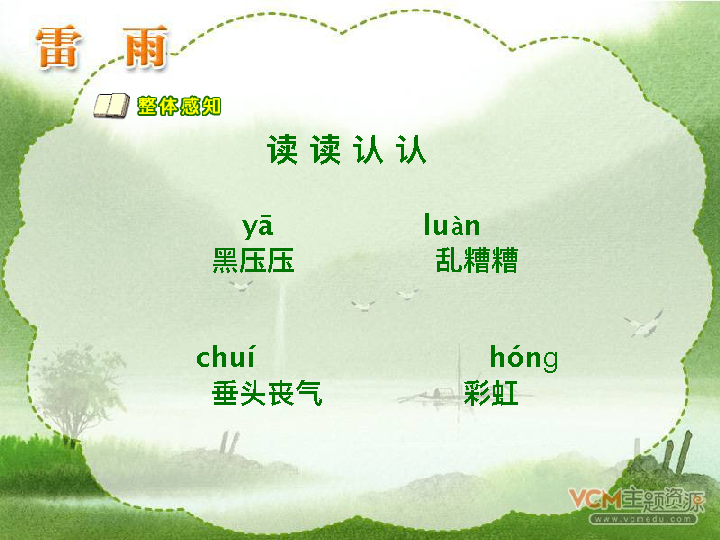 雷 雨
整体感知
读 读 认 认
yā luàn
黑压压 乱糟糟
chuí hóng
垂头丧气 彩虹
VCM主题资源
www.vcmedu.com